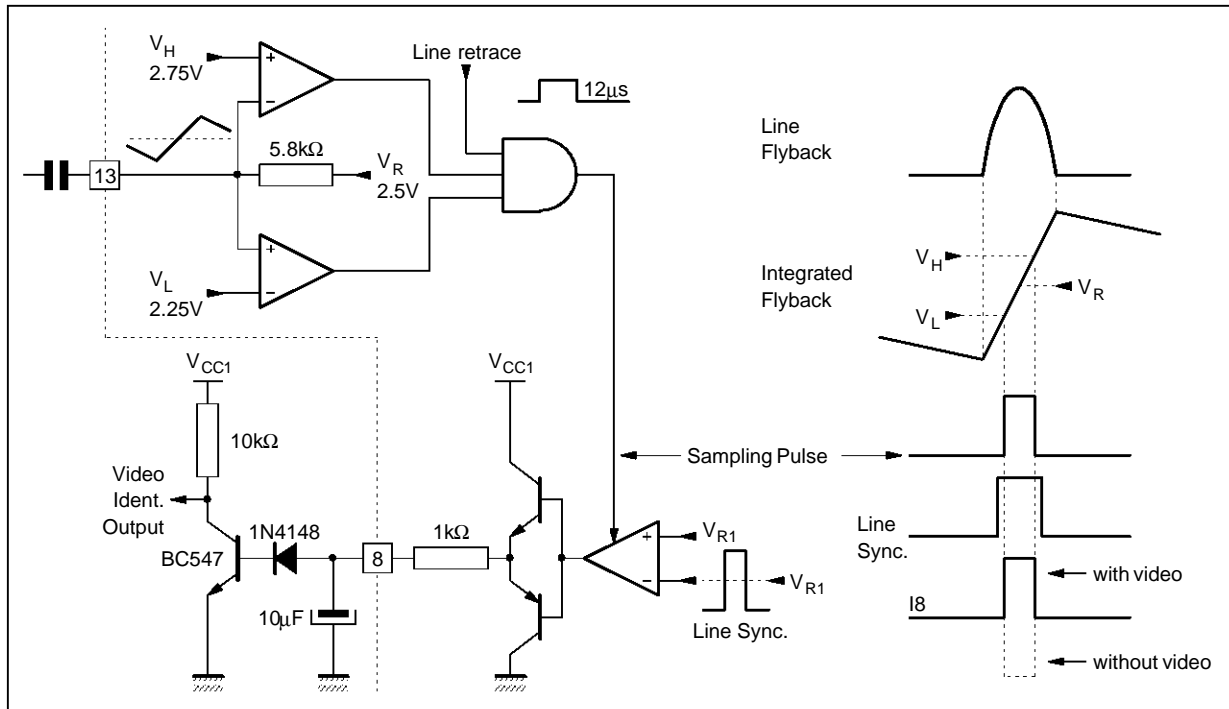 V_H
2.75V
Line retrace
12μs
5.8kΩ
V_R
2.5V
13
V_L
2.25V
Line
Flyback
V_H
Integrated
Flyback
V_R
V_L
V_CC1
V_CC1
10kΩ
Video
Ident.
Output
1N4148
BC547
8
1kΩ
10μF
Sampling Pulse
V_R1
V_R1
Line Sync.
Line
Sync.
with video
I8
without video